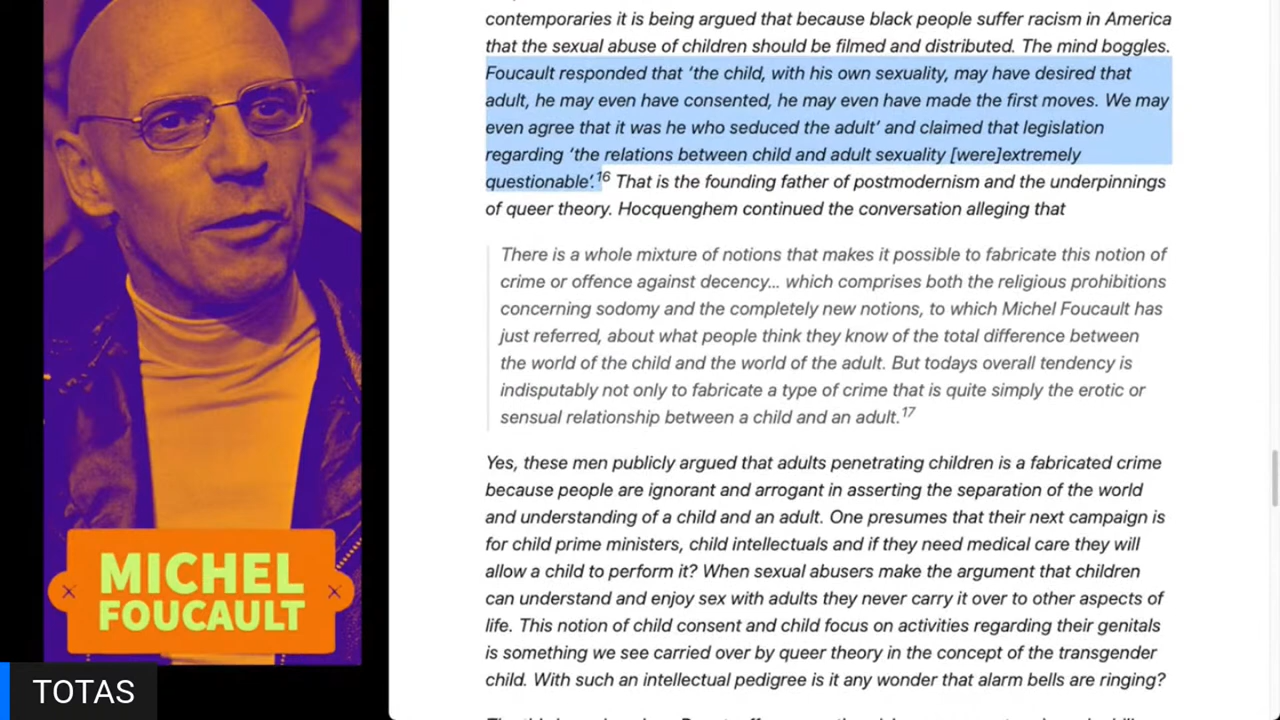 contemporaries it is being argued that because black people suffer racism in America
that the sexual abuse of children should be filmed and distributed. The mind boggles.
Foucault responded that ‘the child, with his own sexuality, may have desired that
adult, he may even have consented, he may even have made the first moves. We may
even agree that it was he who seduced the adult’ and claimed that legislation
regarding ‘the relations between child and adult sexuality [were]extremely
questionable’.16 That is the founding father of postmodernism and the underpinnings
of queer theory. Hocquenghem continued the conversation alleging that
There is a whole mixture of notions that makes it possible to fabricate this notion of
crime or offence against decency... which comprises both the religious prohibitions
concerning sodomy and the completely new notions, to which Michel Foucault has
just referred, about what people think they know of the total difference between
the world of the child and the world of the adult. But todays overall tendency is
indisputably not only to fabricate a type of crime that is quite simply the erotic or
sensual relationship between a child and an adult.17
Yes, these men publicly argued that adults penetrating children is a fabricated crime
because people are ignorant and arrogant in asserting the separation of the world
and understanding of a child and an adult. One presumes that their next campaign is
for child prime ministers, child intellectuals and if they need medical care they will
allow a child to perform it? When sexual abusers make the argument that children
can understand and enjoy sex with adults they never carry it over to other aspects of
life. This notion of child consent and child focus on activities regarding their genitals
is something we see carried over by queer theory in the concept of the transgender
child. With such an intellectual pedigree is it any wonder that alarm bells are ringing?
MICHEL
FOUCAULT
TOTAS